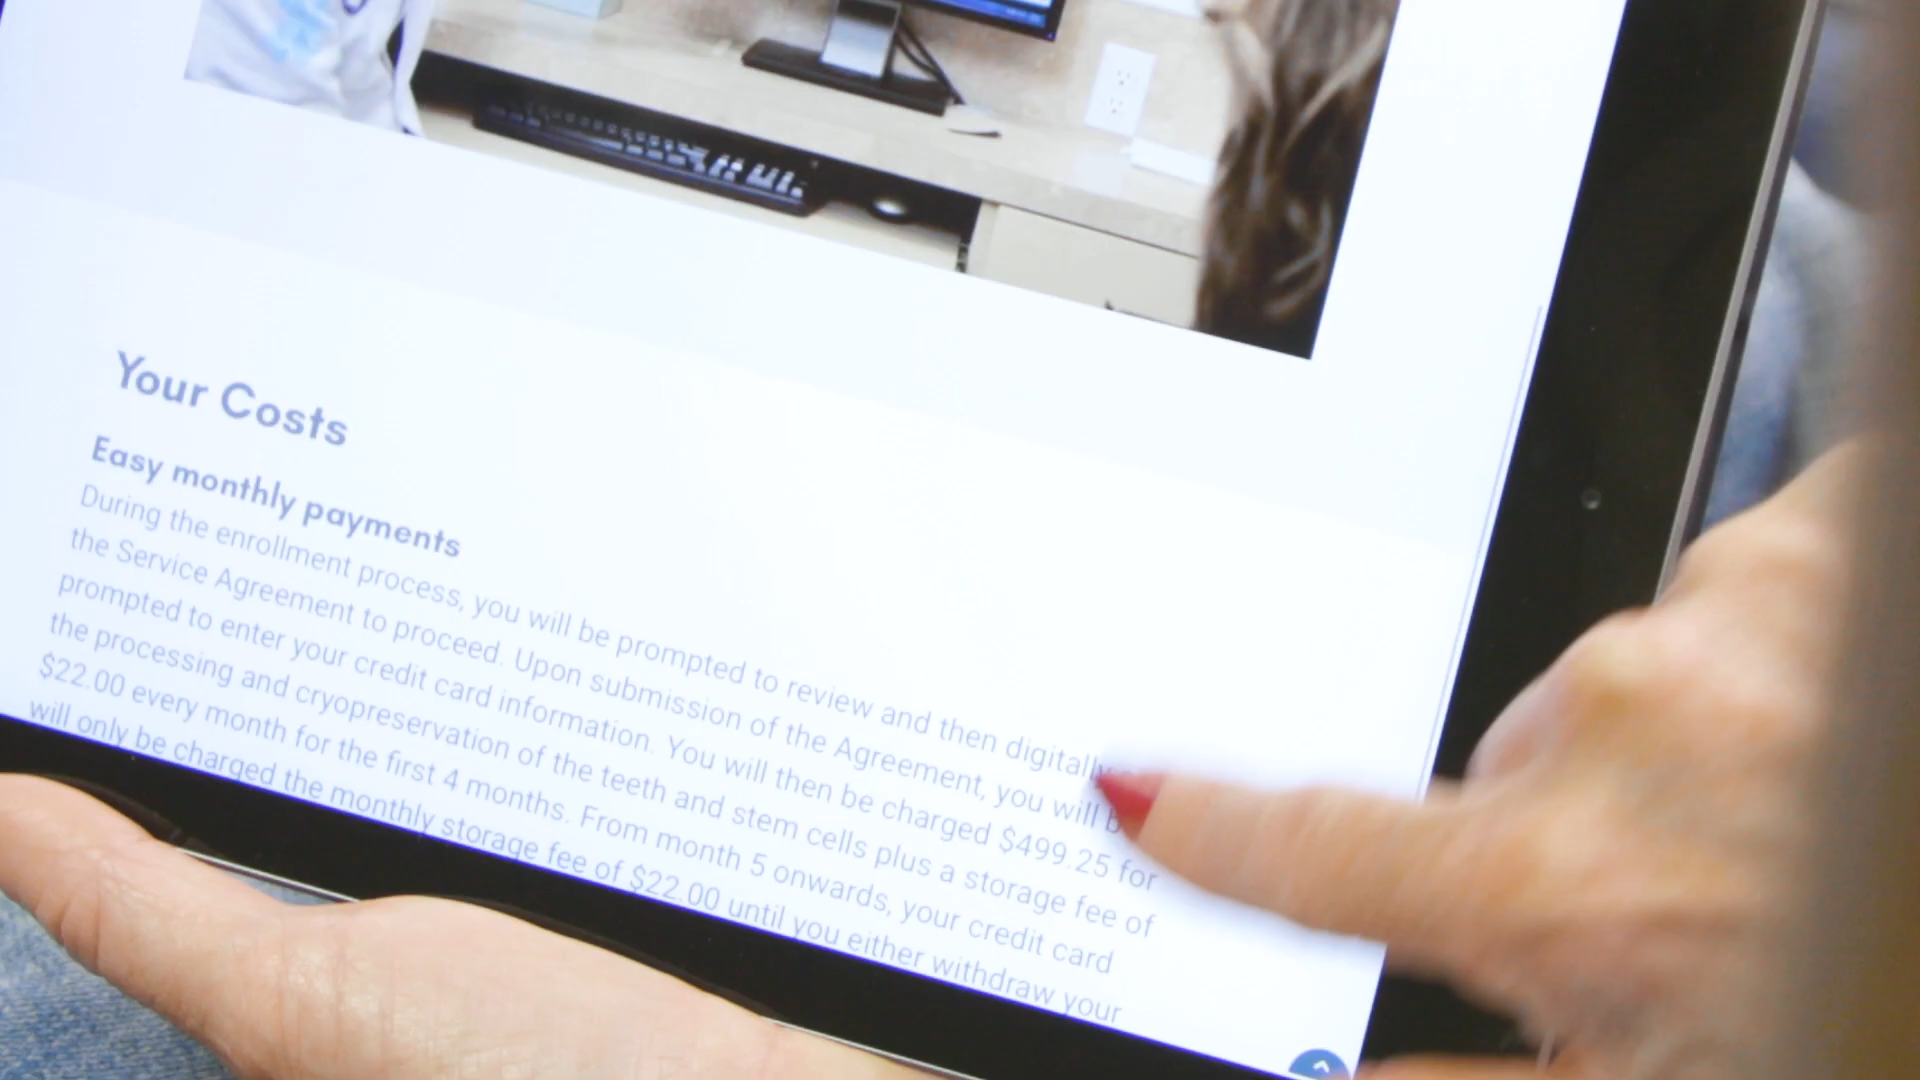 Your Costs
Easy monthly payments
During the enrollment process, you will be prompted to review and then digitally
the Service Agreement to proceed. Upon submission of the Agreement, you will
prompted to enter your credit card information. You will then be charged $499.25 for
the processing and cryopreservation of the teeth and stem cells plus a storage fee of
$22.00 every month for the first 4 months. From month 5 onwards, your credit card
will only be charged the monthly storage fee of $22.00 until you either withdraw your